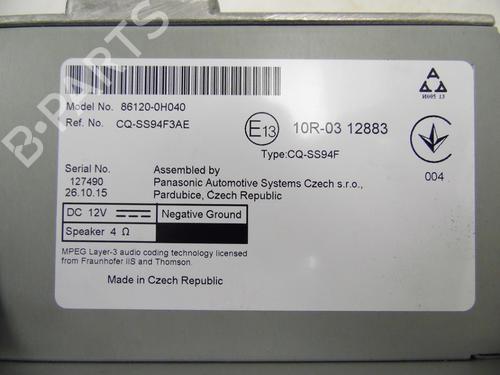 Model No. 86120-0H040
Ref. No. CQ-SS94F3AE
E13 10R-03 12883
Type:CQ-SS94F
004
Serial No.
127490
26.10.15
Assembled by
Panasonic Automotive Systems Czech s.r.o.,
Pardubice, Czech Republic
DC 12V Negative Ground
Speaker 4 Ω
MPEG Layer-3 audio coding technology licensed
from Fraunhofer IIS and Thomson.
Made in Czech Republic
B-PARTS